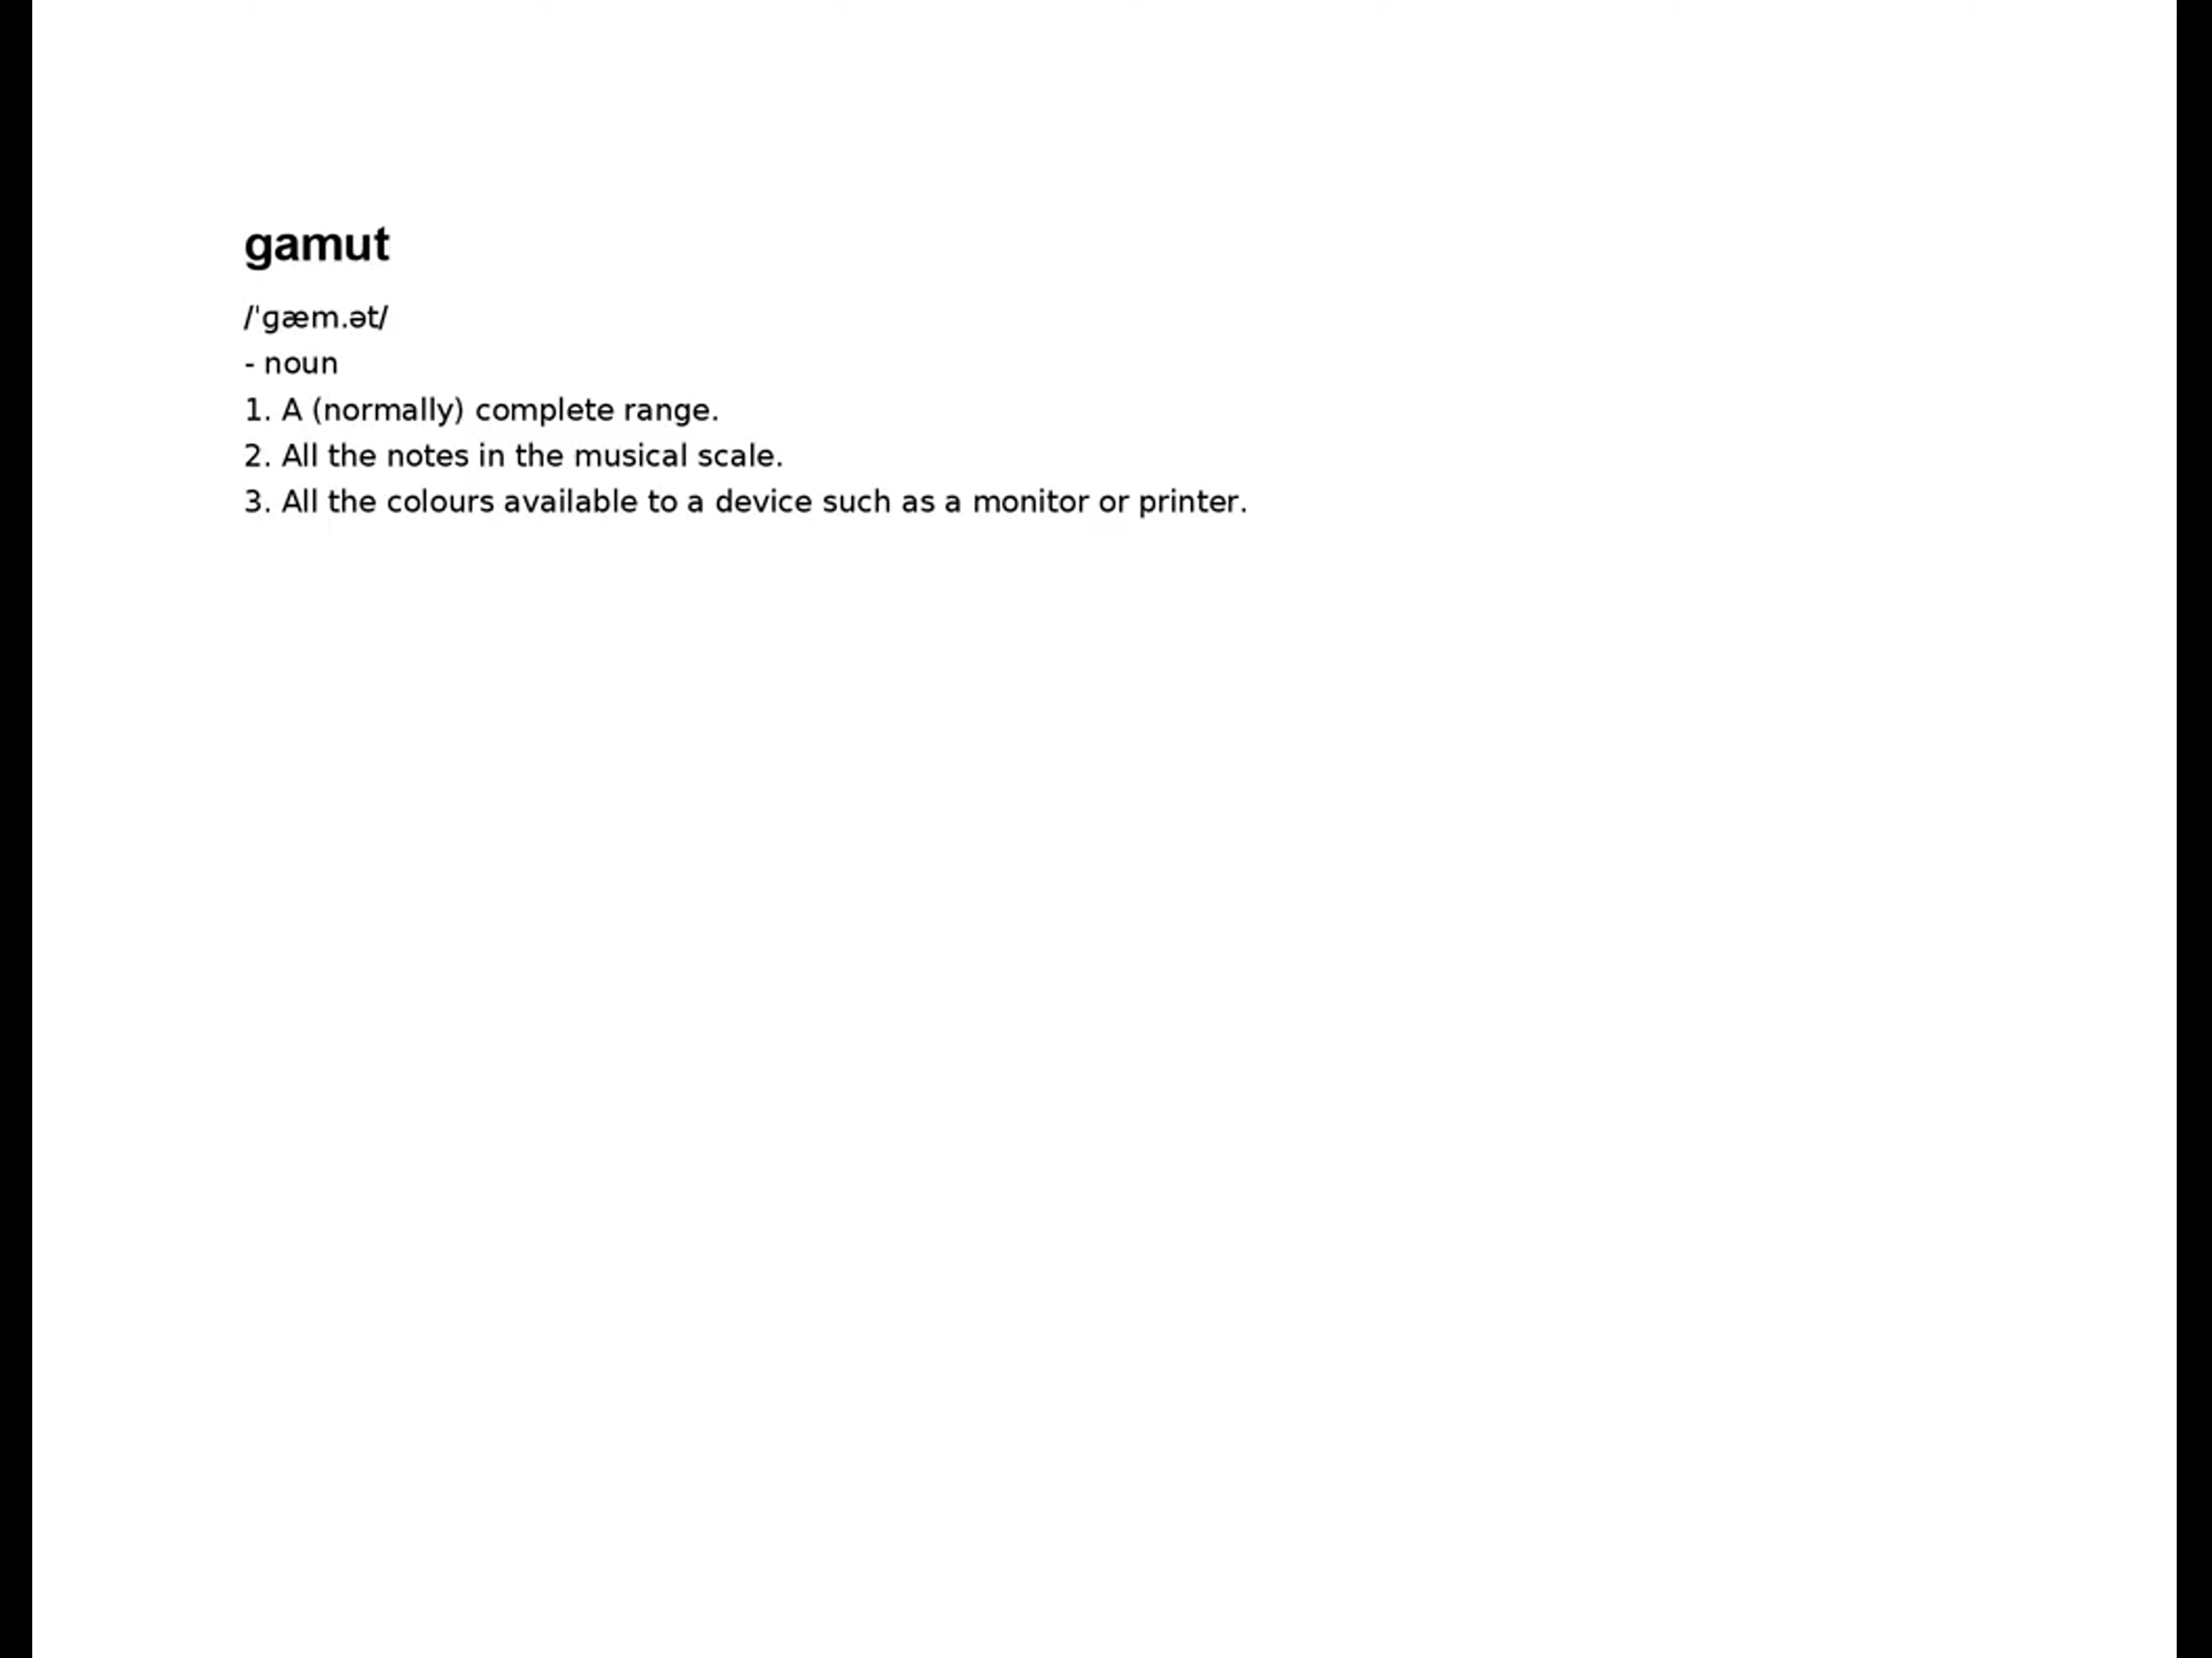 gamut
/ˈgæm.ət/
- noun
1. A (normally) complete range.
2. All the notes in the musical scale.
3. All the colours available to a device such as a monitor or printer.